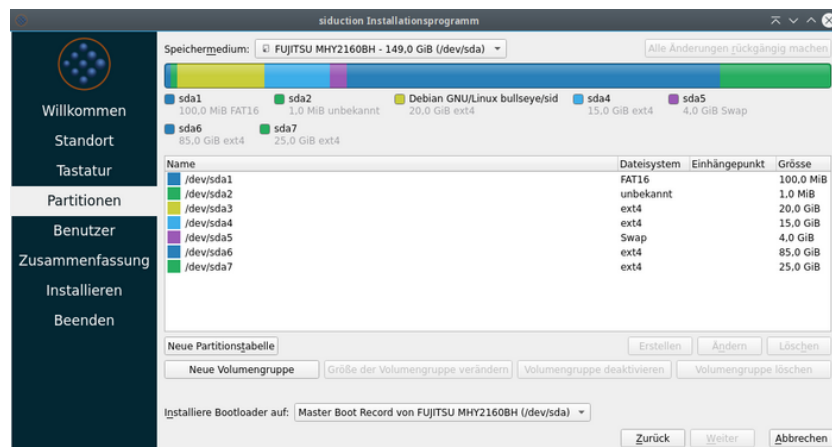 siduction Installationsprogramm
Willkommen
Standort
Tastatur
Partitionen
Benutzer
Zusammenfassung
Installieren
Beenden
Speichermedium: FUJITSU MHY2160BH - 149,0 GiB (/dev/sda)
Alle Änderungen rückgängig machen
sda1 sda2 Debian GNU/Linux bullseye/sid sda4 sda5
100,0 MiB FAT16 1,0 MiB unbekannt 20,0 GiB ext4 15,0 GiB ext4 4,0 GiB Swap
sda6 sda7
85,0 GiB ext4 25,0 GiB ext4
Name Dateisystem Einhängepunkt Grösse
/dev/sda1 FAT16 100,0 MiB
/dev/sda2 unbekannt 1,0 MiB
/dev/sda3 ext4 20,0 GiB
/dev/sda4 ext4 15,0 GiB
/dev/sda5 Swap 4,0 GiB
/dev/sda6 ext4 85,0 GiB
/dev/sda7 ext4 25,0 GiB
Neue Partitionstabelle Erstellen Ändern Löschen
Neue Volumengruppe Größe der Volumengruppe verändern Volumengruppe deaktivieren Volumengruppe löschen
Installiere Bootloader auf: Master Boot Record von FUJITSU MHY2160BH (/dev/sda)
Zurück Weiter Abbrechen